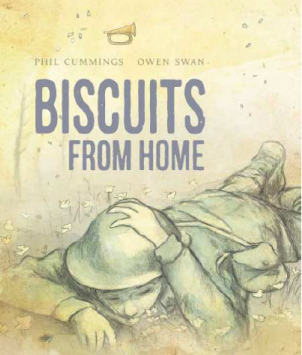 PHIL CUMMINGS OWEN SWAN
BISCUITS
FROM HOME